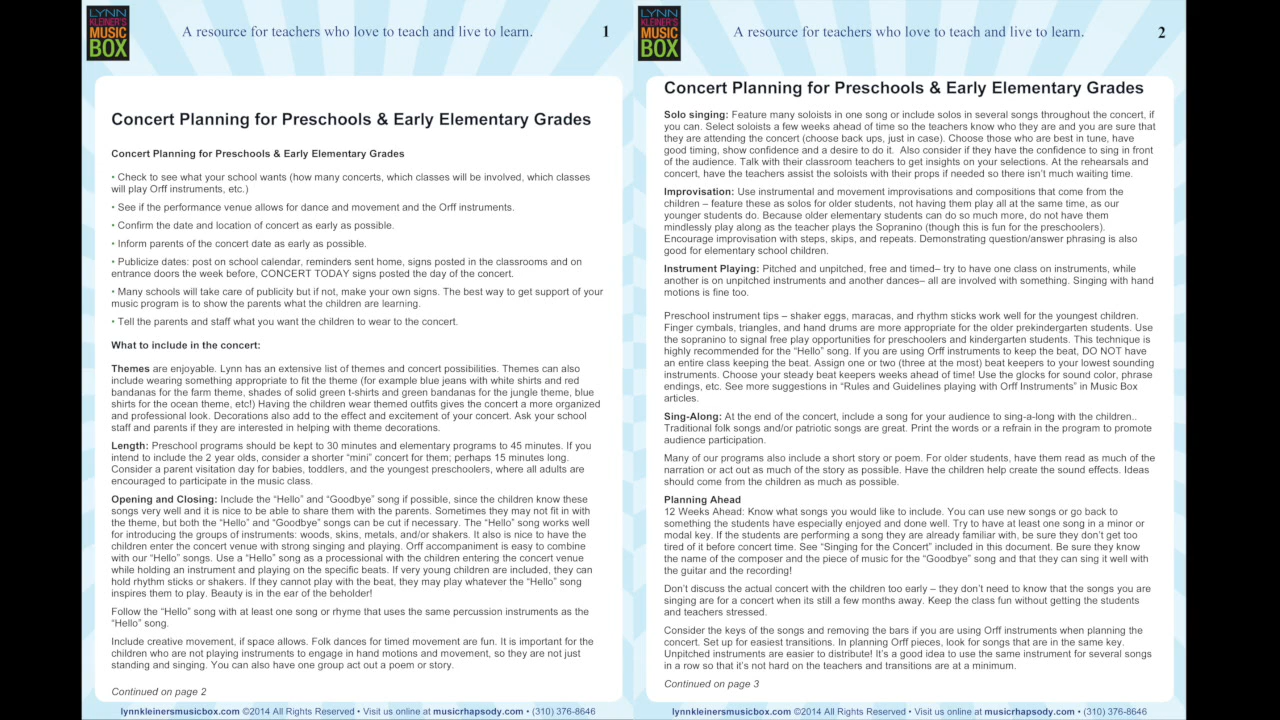 LYNN
KLEINER'S
MUSIC
BOX
A resource for teachers who love to teach and live to learn.
1
Concert Planning for Preschools & Early Elementary Grades
Concert Planning for Preschools & Early Elementary Grades
• Check to see what your school wants (how many concerts, which classes will be involved, which classes
will play Orff instruments, etc.)
• See if the performance venue allows for dance and movement and the Orff instruments.
• Confirm the date and location of concert as early as possible.
• Inform parents of the concert date as early as possible.
• Publicize dates: post on school calendar, reminders sent home, signs posted in the classrooms and on
entrance doors the week before, CONCERT TODAY signs posted the day of the concert.
• Many schools will take care of publicity but if not, make your own signs. The best way to get support of your
music program is to show the parents what the children are learning.
• Tell the parents and staff what you want the children to wear to the concert.
What to include in the concert:
Themes are enjoyable. Lynn has an extensive list of themes and concert possibilities. Themes can also
include wearing something appropriate to fit the theme (for example blue jeans with white shirts and red
bandanas for the farm theme, shades of solid green t-shirts and green bandanas for the jungle theme, blue
shirts for the ocean theme, etc!) Having the children wear themed outfits gives the concert a more organized
and professional look. Decorations also add to the effect and excitement of your concert. Ask your school
staff and parents if they are interested in helping with theme decorations.
Length: Preschool programs should be kept to 30 minutes and elementary programs to 45 minutes. If you
intend to include the 2 year olds, consider a shorter “mini” concert for them; perhaps 15 minutes long.
Consider a parent visitation day for babies, toddlers, and the youngest preschoolers, where all adults are
encouraged to participate in the music class.
Opening and Closing: Include the “Hello” and “Goodbye” song if possible, since the children know these
songs very well and it is nice to be able to share them with the parents. Sometimes they may not fit in with
the theme, but both the “Hello” and “Goodbye” songs can be cut if necessary. The “Hello” song works well
for introducing the groups of instruments: woods, skins, metals, and/or shakers. It also is nice to have the
children enter the concert venue with strong singing and playing. Orff accompaniment is easy to combine
with our “Hello” songs. Use a “Hello” song as a processional with the children entering the concert venue
while holding an instrument and playing on the specific beats. If very young children are included, they can
hold rhythm sticks or shakers. If they cannot play with the beat, they may play whatever the “Hello” song
inspires them to play. Beauty is in the ear of the beholder!
Follow the “Hello” song with at least one song or rhyme that uses the same percussion instruments as the
“Hello” song.
Include creative movement, if space allows. Folk dances for timed movement are fun. It is important for the
children who are not playing instruments to engage in hand motions and movement, so they are not just
standing and singing. You can also have one group act out a poem or story.
Continued on page 2
lynnkleinersmusicbox.com ©2014 All Rights Reserved • Visit us online at musicrhapsody.com • (310) 376-8646
LYNN
KLEINER'S
MUSIC
BOX
A resource for teachers who love to teach and live to learn.
2
Concert Planning for Preschools & Early Elementary Grades
Solo singing: Feature many soloists in one song or include solos in several songs throughout the concert, if
you can. Select soloists a few weeks ahead of time so the teachers know who they are and you are sure that
they are attending the concert (choose back ups, just in case). Choose those who are best in tune, have
good timing, show confidence and a desire to do it.  Also consider if they have the confidence to sing in front
of the audience. Talk with their classroom teachers to get insights on your selections. At the rehearsals and
concert, have the teachers assist the soloists with their props if needed so there isn’t much waiting time.
Improvisation: Use instrumental and movement improvisations and compositions that come from the
children – feature these as solos for older students, not having them play all at the same time, as our
younger students do. Because older elementary students can do so much more, do not have them
mindlessly play along as the teacher plays the Sopranino (though this is fun for the preschoolers).
Encourage improvisation with steps, skips, and repeats. Demonstrating question/answer phrasing is also
good for elementary school children.
Instrument Playing: Pitched and unpitched, free and timed– try to have one class on instruments, while
another is on unpitched instruments and another dances– all are involved with something. Singing with hand
motions is fine too.
Preschool instrument tips – shaker eggs, maracas, and rhythm sticks work well for the youngest children.
Finger cymbals, triangles, and hand drums are more appropriate for the older prekindergarten students. Use
the sopranino to signal free play opportunities for preschoolers and kindergarten students. This technique is
highly recommended for the “Hello” song. If you are using Orff instruments to keep the beat, DO NOT have
an entire class keeping the beat. Assign one or two (three at the most) beat keepers to your lowest sounding
instruments. Choose your steady beat keepers weeks ahead of time! Use the glocks for sound color, phrase
endings, etc. See more suggestions in “Rules and Guidelines playing with Orff Instruments” in Music Box
articles.
Sing-Along: At the end of the concert, include a song for your audience to sing-a-long with the children..
Traditional folk songs and/or patriotic songs are great. Print the words or a refrain in the program to promote
audience participation.
Many of our programs also include a short story or poem. For older students, have them read as much of the
narration or act out as much of the story as possible. Have the children help create the sound effects. Ideas
should come from the children as much as possible.
Planning Ahead
12 Weeks Ahead: Know what songs you would like to include. You can use new songs or go back to
something the students have especially enjoyed and done well. Try to have at least one song in a minor or
modal key. If the students are performing a song they are already familiar with, be sure they don’t get too
tired of it before concert time. See “Singing for the Concert” included in this document. Be sure they know
the name of the composer and the piece of music for the “Goodbye” song and that they can sing it well with
the guitar and the recording!
Don’t discuss the actual concert with the children too early – they don’t need to know that the songs you are
singing are for a concert when its still a few months away. Keep the class fun without getting the students
and teachers stressed.
Consider the keys of the songs and removing the bars if you are using Orff instruments when planning the
concert. Set up for easiest transitions. In planning Orff pieces, look for songs that are in the same key.
Unpitched instruments are easier to distribute! It’s a good idea to use the same instrument for several songs
in a row so that it’s not hard on the teachers and transitions are at a minimum.
Continued on page 3
lynnkleinersmusicbox.com ©2014 All Rights Reserved • Visit us online at musicrhapsody.com • (310) 376-8646